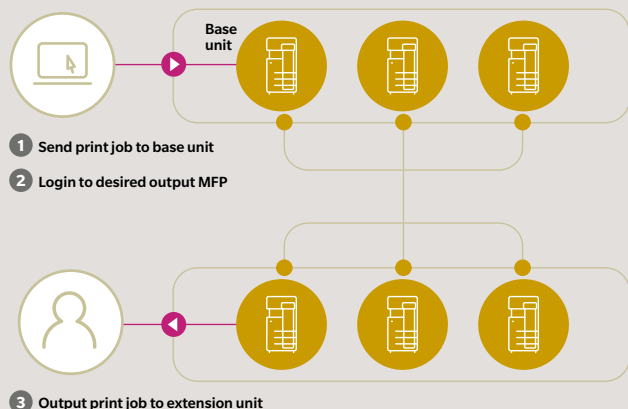 Base
unit
1 Send print job to base unit
2 Login to desired output MFP
3 Output print job to extension unit